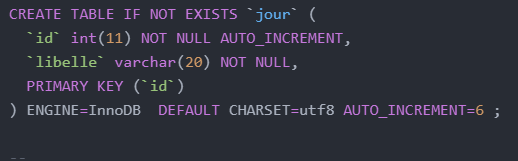 CREATE TABLE IF NOT EXISTS `jour` (
  `id` int(11) NOT NULL AUTO_INCREMENT,
  `libelle` varchar(20) NOT NULL,
  PRIMARY KEY (`id`)
) ENGINE=InnoDB  DEFAULT CHARSET=utf8 AUTO_INCREMENT=6 ;
--